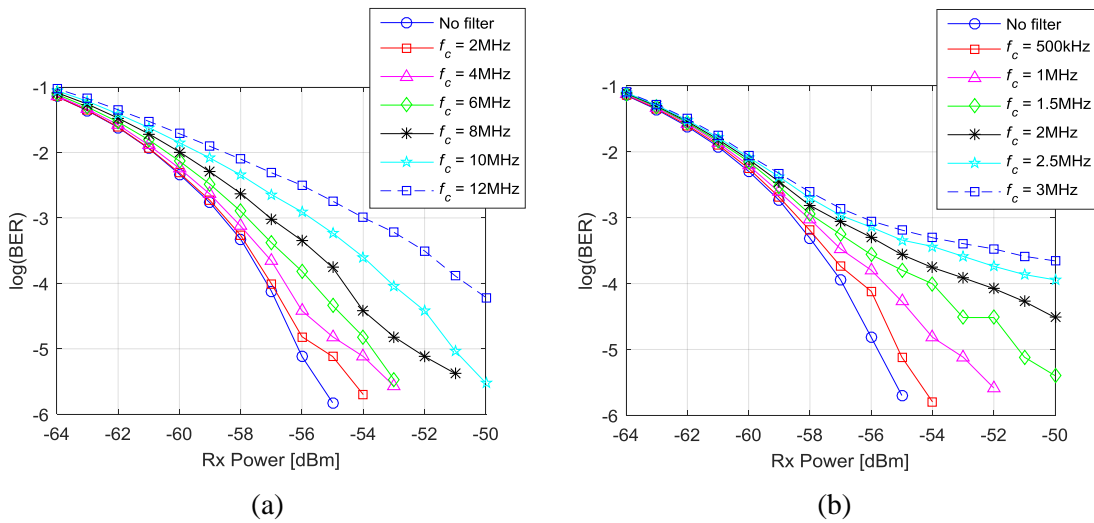 No filter
f_c = 2MHz
f_c = 4MHz
f_c = 6MHz
f_c = 8MHz
f_c = 10MHz
f_c = 12MHz
-1
-2
-3
-4
-5
-6
log(BER)
-64
-62
-60
-58
-56
-54
-52
-50
Rx Power [dBm]
(a)
No filter
f_c = 500kHz
f_c = 1MHz
f_c = 1.5MHz
f_c = 2MHz
f_c = 2.5MHz
f_c = 3MHz
-1
-2
-3
-4
-5
-6
log(BER)
-64
-62
-60
-58
-56
-54
-52
-50
Rx Power [dBm]
(b)